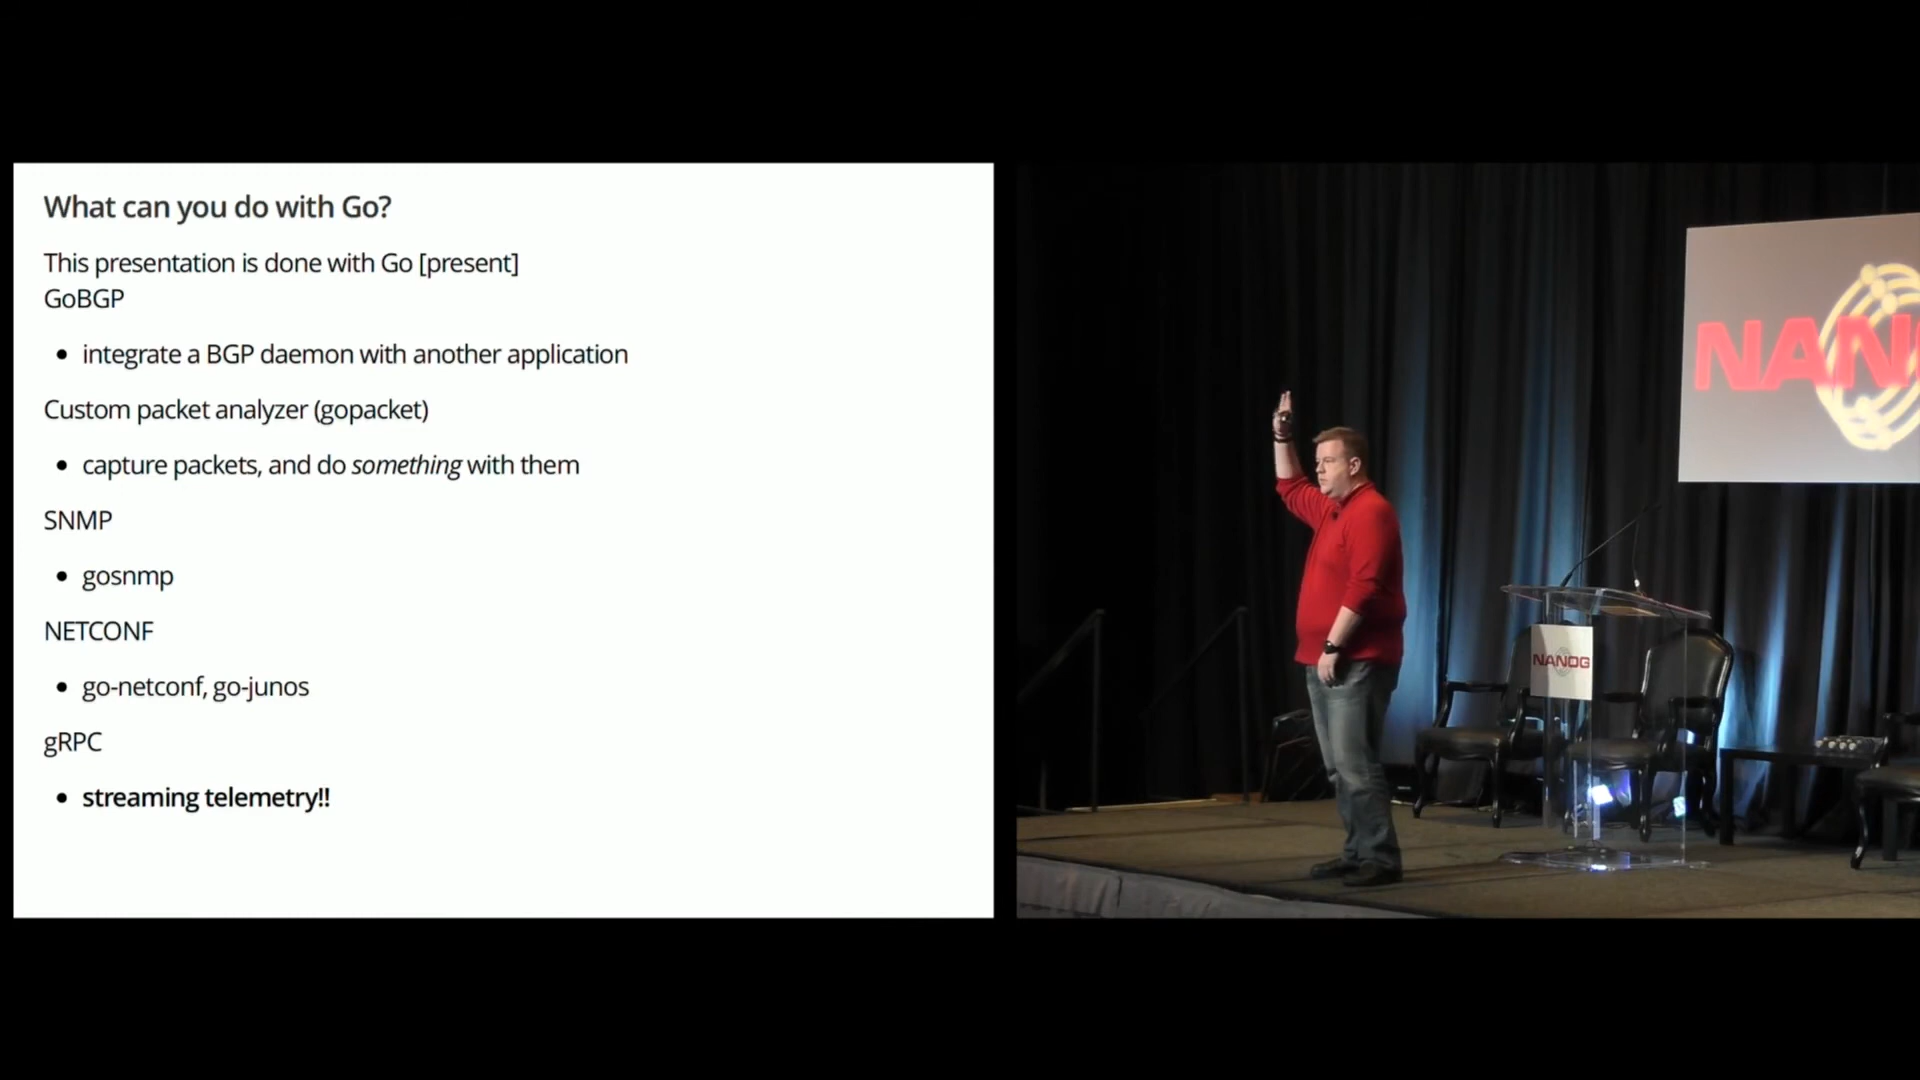 What can you do with Go?
This presentation is done with Go [present]
GoBGP
• integrate a BGP daemon with another application
Custom packet analyzer (gopacket)
• capture packets, and do something with them
SNMP
• gosnmp
NETCONF
• go-netconf, go-junos
gRPC
• streaming telemetry!!
NANO
NANOG